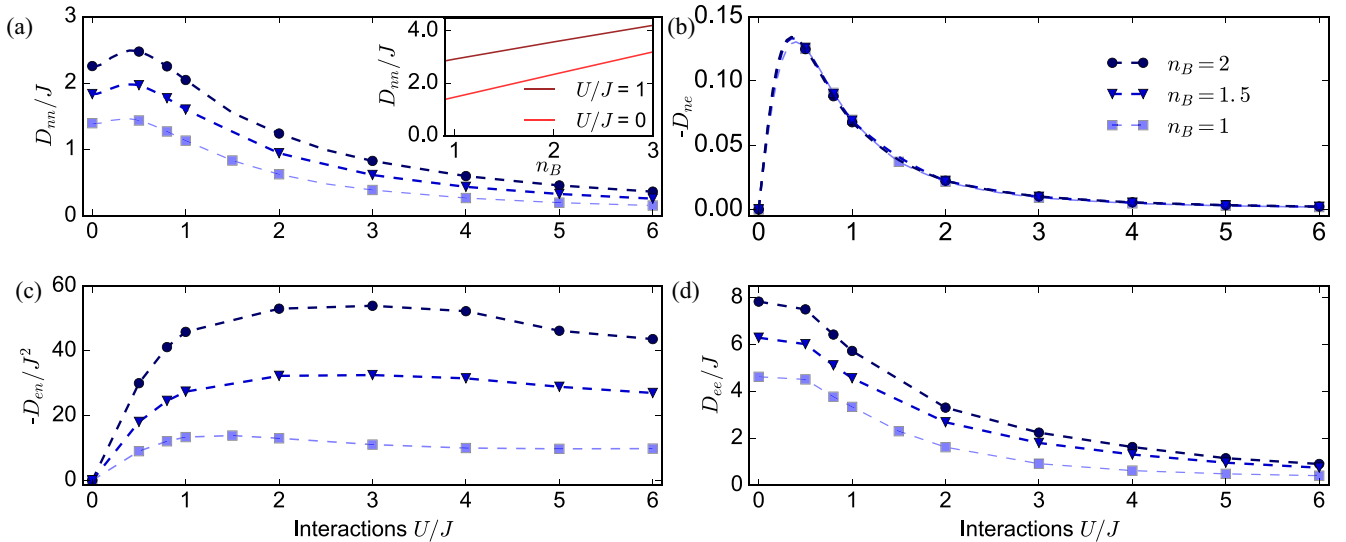 (a)
3
2
1
0
D_nn/J
0 1 2 3 4 5 6
4.0
2.0
0.0
D_nn/J
U/J = 1
U/J = 0
1 2 3
n_B
(b)
0.15
0.10
0.05
0.00
-D_ne
n_B = 2
n_B = 1.5
n_B = 1
0 1 2 3 4 5 6
(c)
60
40
20
0
-D_en/J²
0 1 2 3 4 5 6
Interactions U/J
(d)
8
6
4
2
0
D_ee/J
0 1 2 3 4 5 6
Interactions U/J